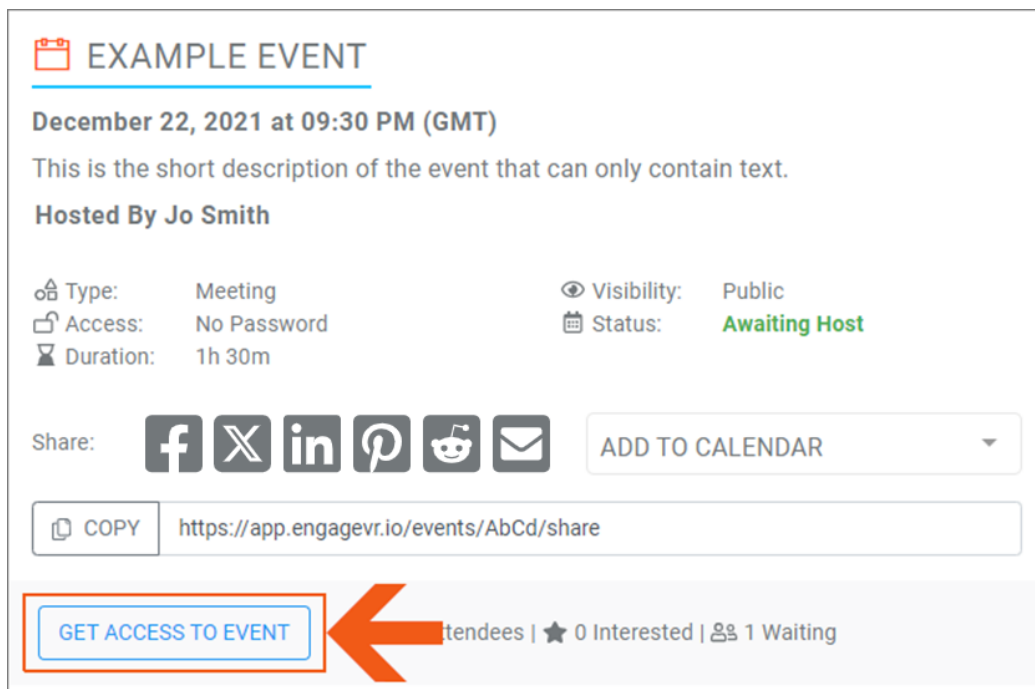 EXAMPLE EVENT
December 22, 2021 at 09:30 PM (GMT)
This is the short description of the event that can only contain text.
Hosted By Jo Smith
Type: Meeting Visibility: Public
Access: No Password Status: Awaiting Host
Duration: 1h 30m
Share: ADD TO CALENDAR
COPY https://app.engagevr.io/events/AbCd/share
GET ACCESS TO EVENT | 0 Interested | 1 Waiting